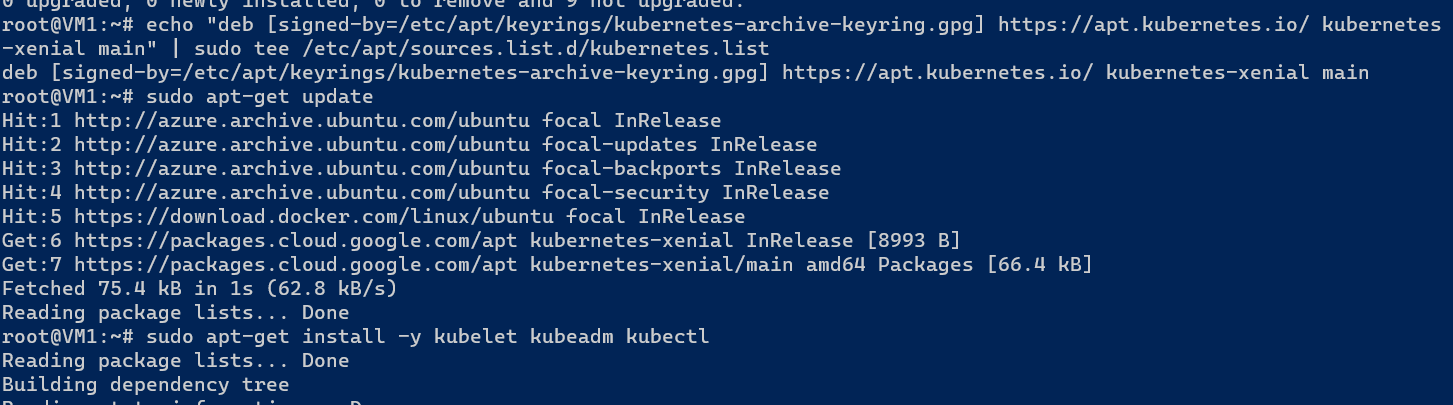 0 upgraded, 0 newly installed, 0 to remove and 9 not upgraded.
root@VM1:~# echo "deb [signed-by=/etc/apt/keyrings/kubernetes-archive-keyring.gpg] https://apt.kubernetes.io/ kubernetes
-xenial main" | sudo tee /etc/apt/sources.list.d/kubernetes.list
deb [signed-by=/etc/apt/keyrings/kubernetes-archive-keyring.gpg] https://apt.kubernetes.io/ kubernetes-xenial main
root@VM1:~# sudo apt-get update
Hit:1 http://azure.archive.ubuntu.com/ubuntu focal InRelease
Hit:2 http://azure.archive.ubuntu.com/ubuntu focal-updates InRelease
Hit:3 http://azure.archive.ubuntu.com/ubuntu focal-backports InRelease
Hit:4 http://azure.archive.ubuntu.com/ubuntu focal-security InRelease
Hit:5 https://download.docker.com/linux/ubuntu focal InRelease
Get:6 https://packages.cloud.google.com/apt kubernetes-xenial InRelease [8993 B]
Get:7 https://packages.cloud.google.com/apt kubernetes-xenial/main amd64 Packages [66.4 kB]
Fetched 75.4 kB in 1s (62.8 kB/s)
Reading package lists... Done
root@VM1:~# sudo apt-get install -y kubelet kubeadm kubectl
Reading package lists... Done
Building dependency tree